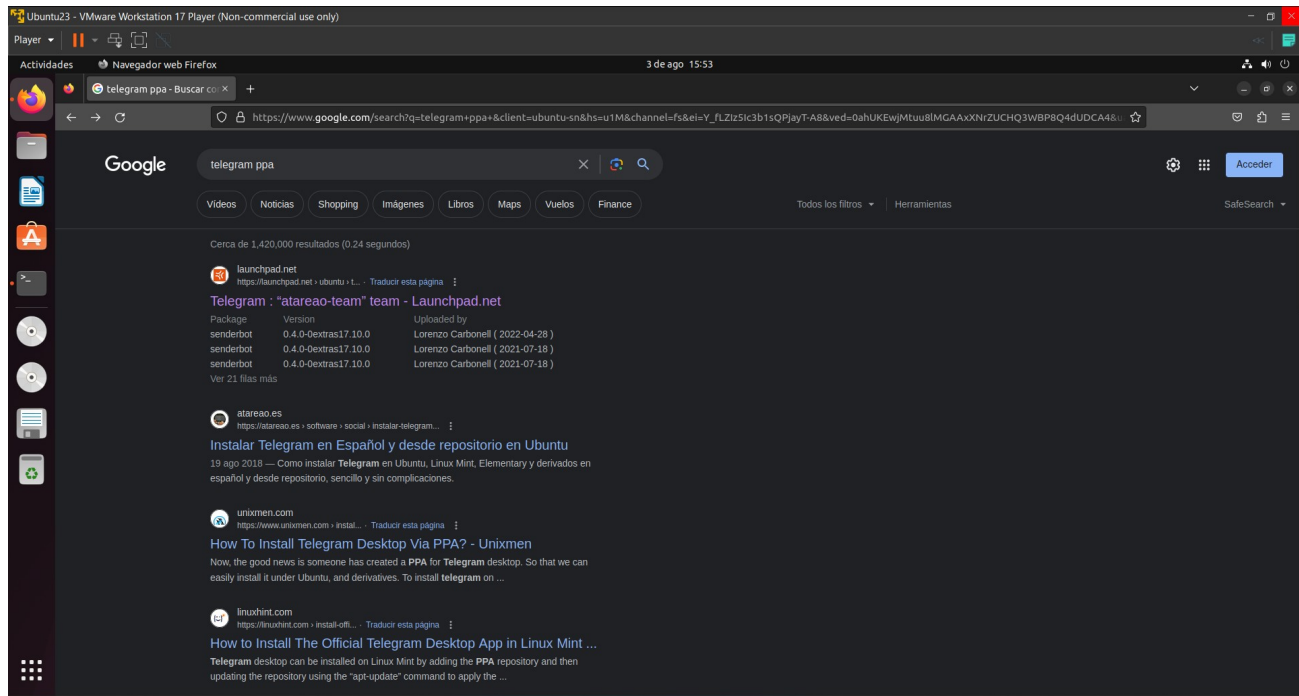 Ubuntu23 - VMware Workstation 17 Player (Non-commercial use only)
Player
Actividades Navegador web Firefox 3 de ago 15:53
telegram ppa - Buscar co
https://www.google.com/search?q=telegram+ppa+&client=ubuntu-sn&hs=u1M&channel=fs&ei=
Google telegram ppa Acceder
Vídeos Noticias Shopping Imágenes Libros Maps Vuelos Finance Todos los filtros Herramientas SafeSearch
Cerca de 1,420,000 resultados (0.24 segundos)
launchpad.net
https://launchpad.net › ubuntu › t... · Traducir esta página
Telegram : “atareao-team” team - Launchpad.net
Package Version Uploaded by
senderbot 0.4.0-0extras17.10.0 Lorenzo Carbonell ( 2022-04-28 )
senderbot 0.4.0-0extras17.10.0 Lorenzo Carbonell ( 2021-07-18 )
senderbot 0.4.0-0extras17.10.0 Lorenzo Carbonell ( 2021-07-18 )
Ver 21 filas más
atareao.es
https://atareao.es › software › social › instalar-telegram...
Instalar Telegram en Español y desde repositorio en Ubuntu
19 ago 2018 — Como instalar Telegram en Ubuntu, Linux Mint, Elementary y derivados en
español y desde repositorio, sencillo y sin complicaciones.
unixmen.com
https://www.unixmen.com › instal... · Traducir esta página
How To Install Telegram Desktop Via PPA? - Unixmen
Now, the good news is someone has created a PPA for Telegram desktop. So that we can
easily install it under Ubuntu, and derivatives. To install telegram on ...
linuxhint.com
https://linuxhint.com › install-offi... · Traducir esta página
How to Install The Official Telegram Desktop App in Linux Mint ...
Telegram desktop can be installed on Linux Mint by adding the PPA repository and then
updating the repository using the “apt-update” command to apply the ...